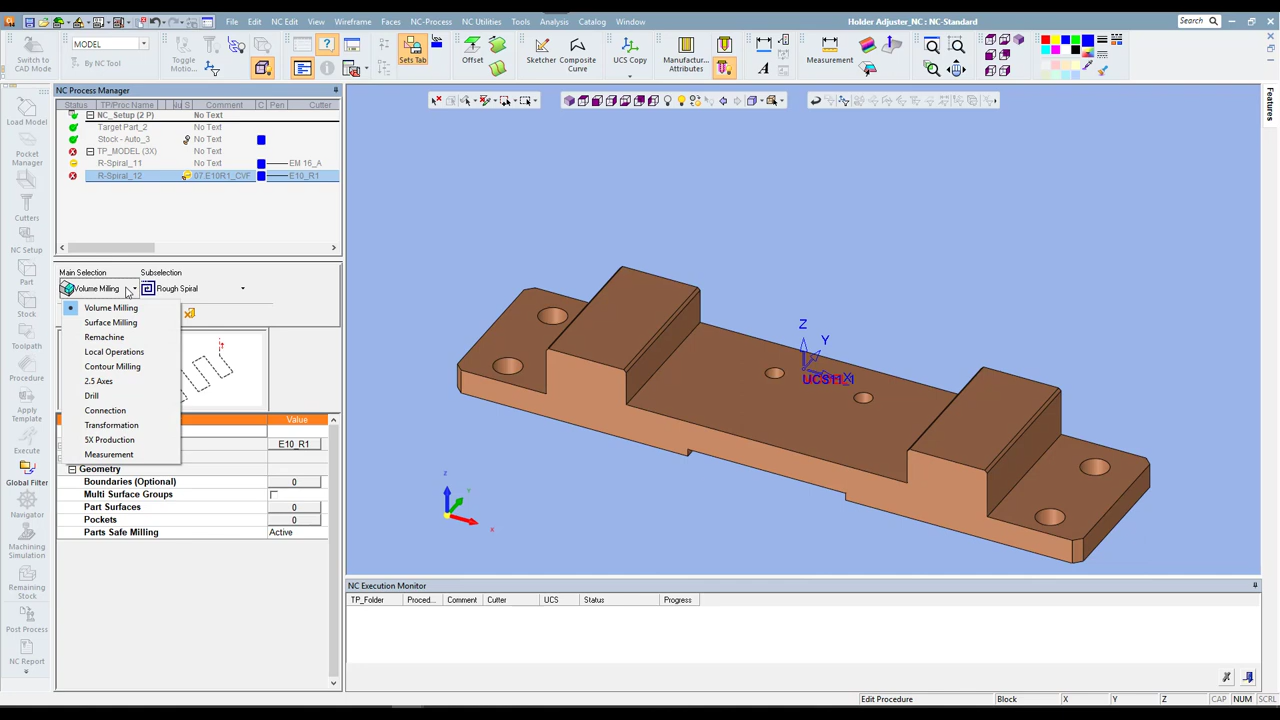 File Edit NC Edit View Wireframe Faces NC-Process NC Utilities Tools Analysis Catalog Window
Holder Adjuster_NC : NC-Standard
Search
Switch to CAD Mode
MODEL
By NC Tool
Toggle Motion...
Sets Tab
Offset
Sketcher
Composite Curve
UCS Copy
Manufactur... Attributes
Measurement
Features
NC Process Manager
Status TP/Proc Name S Comment C Pen Cutter
NC_Setup (2 P) No Text
Target Part_2 No Text
Stock - Auto_3 No Text
TP_MODEL (3X) No Text
R-Spiral_11 No Text EM 16_A
R-Spiral_12 07.E10R1_CVF E10_R1
Load Model
Pocket Manager
Cutters
NC Setup
Part
Stock
Toolpath
Procedure
Apply Template
Execute
Global Filter
Navigator
Machining Simulation
Remaining Stock
Post Process
NC Report
Main Selection Subselection
Volume Milling Rough Spiral
Volume Milling
Surface Milling
Remachine
Local Operations
Contour Milling
2.5 Axes
Drill
Connection
Transformation
5X Production
Measurement
Value
E10_R1
Geometry
Boundaries (Optional) 0
Multi Surface Groups
Part Surfaces 0
Pockets 0
Parts Safe Milling Active
Z
Y
X
z
Y
x
NC Execution Monitor
TP_Folder Proced... Comment Cutter UCS Status Progress
Edit Procedure Block X Y Z CAP NUM SCRL